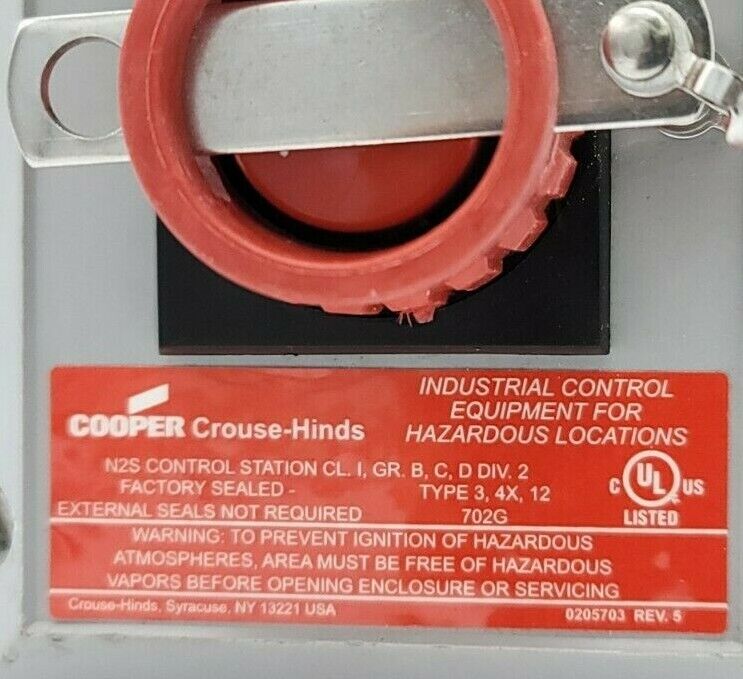 COOPER Crouse-Hinds
INDUSTRIAL CONTROL
EQUIPMENT FOR
HAZARDOUS LOCATIONS
N2S CONTROL STATION CL. I, GR. B, C, D DIV. 2
FACTORY SEALED - TYPE 3, 4X, 12
EXTERNAL SEALS NOT REQUIRED 702G
C UL US
LISTED
WARNING: TO PREVENT IGNITION OF HAZARDOUS
ATMOSPHERES, AREA MUST BE FREE OF HAZARDOUS
VAPORS BEFORE OPENING ENCLOSURE OR SERVICING
Crouse-Hinds, Syracuse, NY 13221 USA 0205703 REV. 5